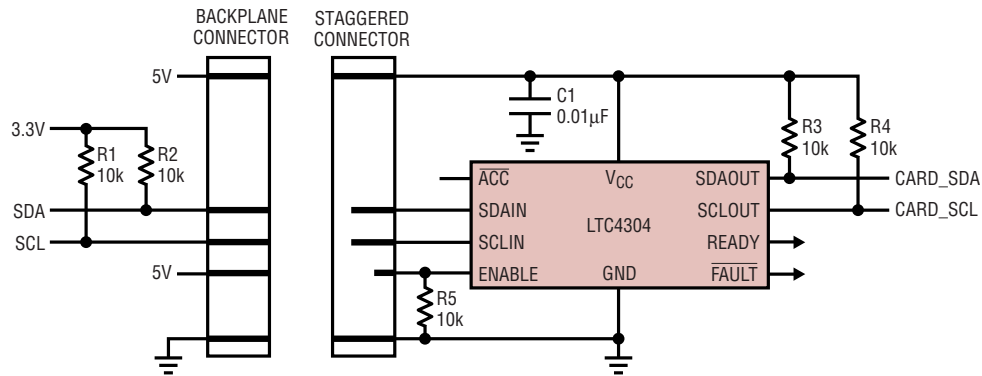 BACKPLANE
CONNECTOR
STAGGERED
CONNECTOR
5V
3.3V
R1
10k
R2
10k
SDA
SCL
5V
C1
0.01μF
R3
10k
R4
10k
ACC
VCC
SDAOUT
CARD_SDA
SDAIN
SCLOUT
CARD_SCL
LTC4304
SCLIN
READY
ENABLE
GND
FAULT
R5
10k